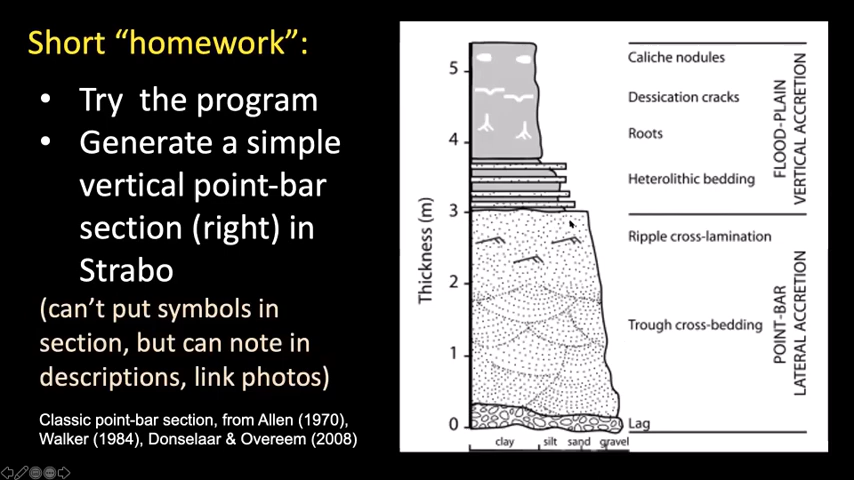 Short “homework”:
• Try the program
• Generate a simple
vertical point-bar
section (right) in
Strabo
(can’t put symbols in
section, but can note in
descriptions, link photos)
Classic point-bar section, from Allen (1970),
Walker (1984), Donselaar & Overeem (2008)
Thickness (m)
5
4
3
2
1
0
clay silt sand gravel
Caliche nodules
Dessication cracks
Roots
Heterolithic bedding
Ripple cross-lamination
Trough cross-bedding
Lag
FLOOD-PLAIN
VERTICAL ACCRETION
POINT-BAR
LATERAL ACCRETION